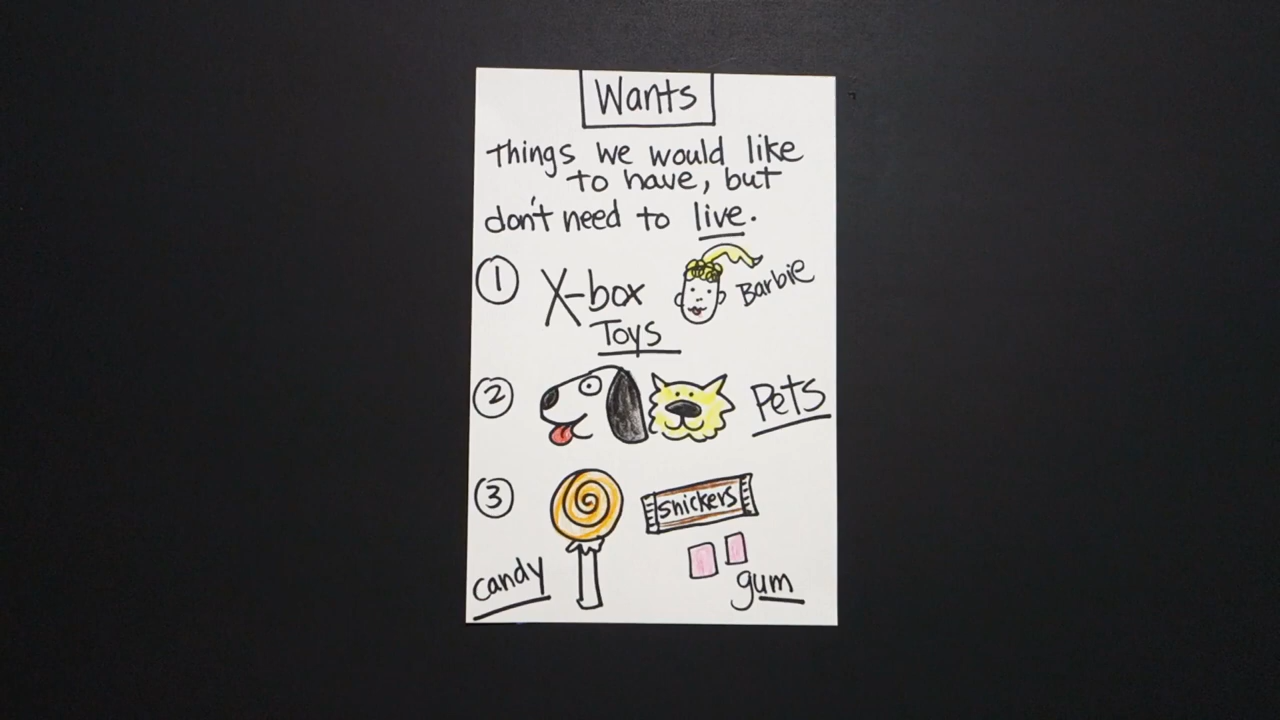 Wants
Things we would like
to have, but
don't need to live.
1 X-box Barbie
Toys
2 Pets
3 Snickers
candy gum